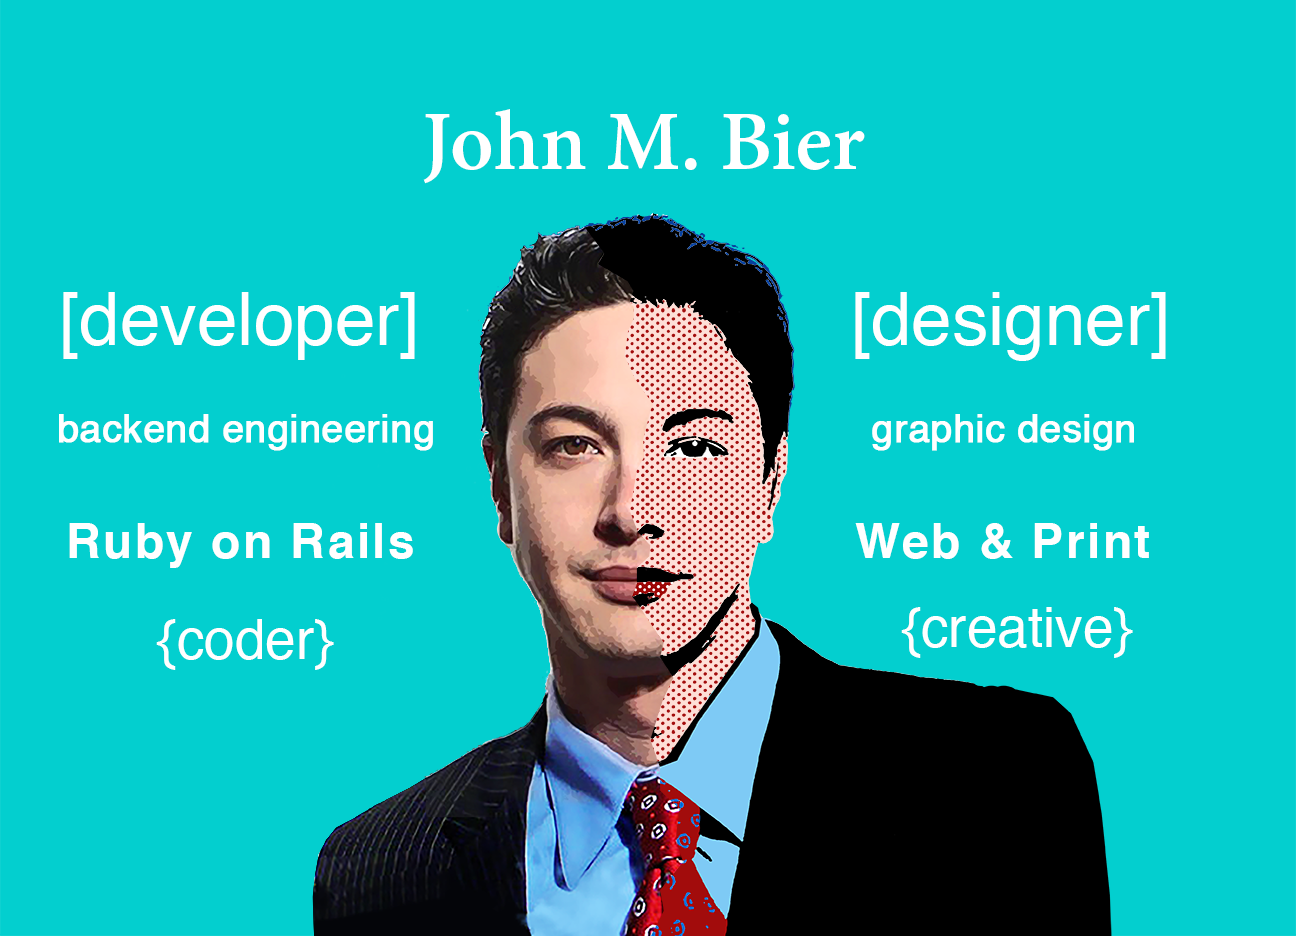 John M. Bier
[developer]
backend engineering
Ruby on Rails
{coder}
[designer]
graphic design
Web & Print
{creative}